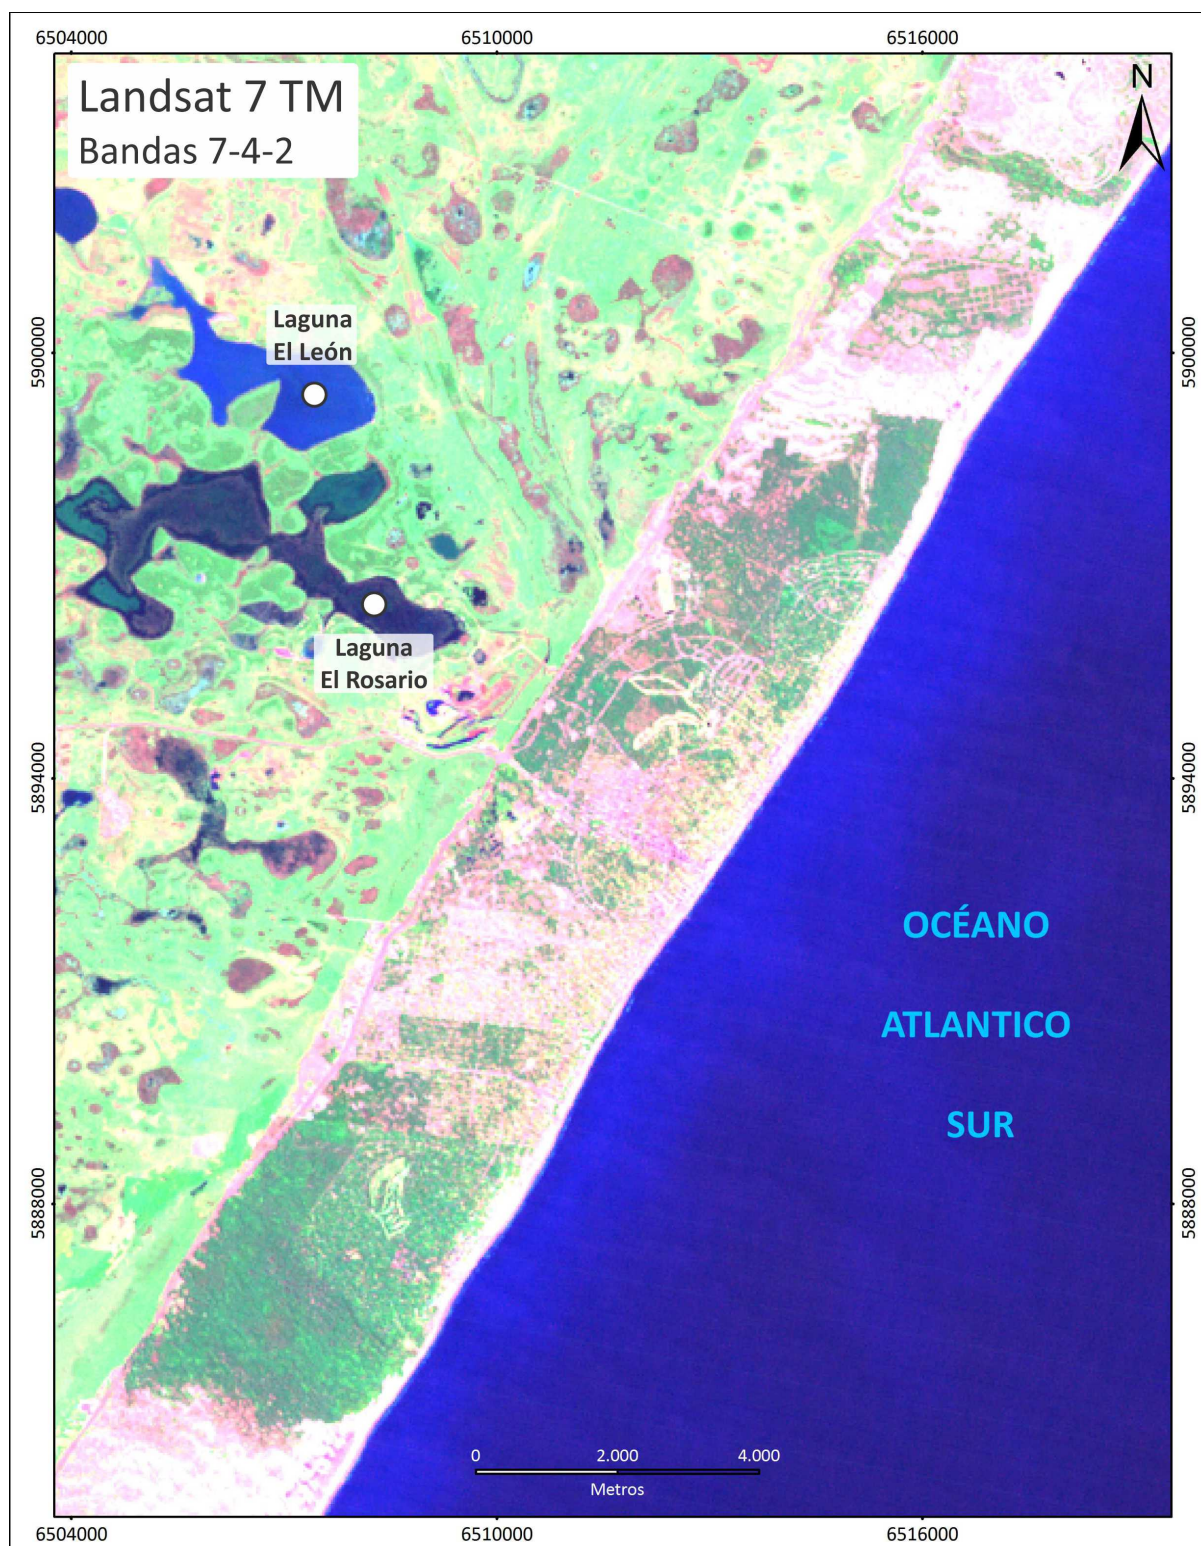 6504000
6510000
6516000
Landsat 7 TM
Bandas 7-4-2
N
Laguna
El León
5900000
5900000
Laguna
El Rosario
5894000
5894000
OCÉANO
ATLANTICO
SUR
5888000
5888000
0
2.000
4.000
Metros
6504000
6510000
6516000